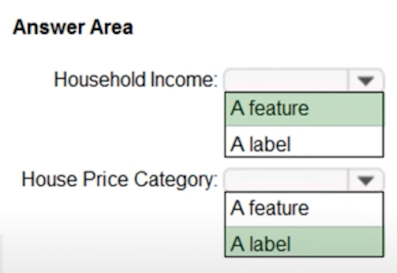 Answer Area
Household Income:
A feature
A label
House Price Category:
A feature
A label